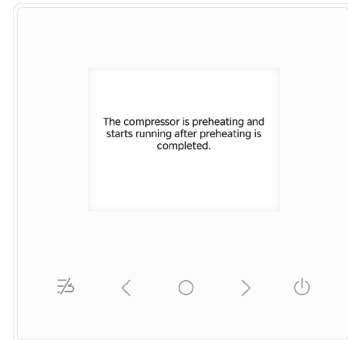 The compressor is preheating and
starts running after preheating is
completed.